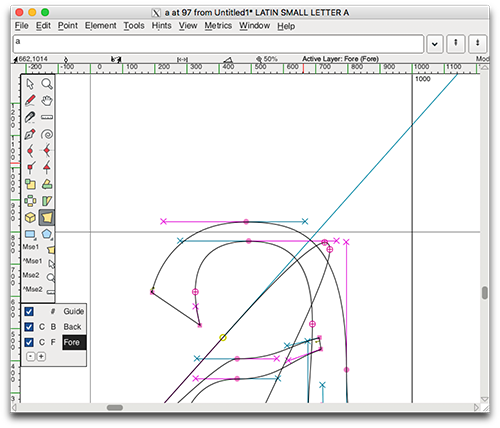 a at 97 from Untitled1* LATIN SMALL LETTER A
File Edit Point Element Tools Hints View Metrics Window Help
a
662,1014 50% Active Layer: Fore (Fore) Mod
-200 -100 0 100 200 300 400 500 600 700 800 900 1000 1100
1000
Mse1
^Mse1
Mse2
^Mse2
# Guide
C B Back
C F Fore
- +